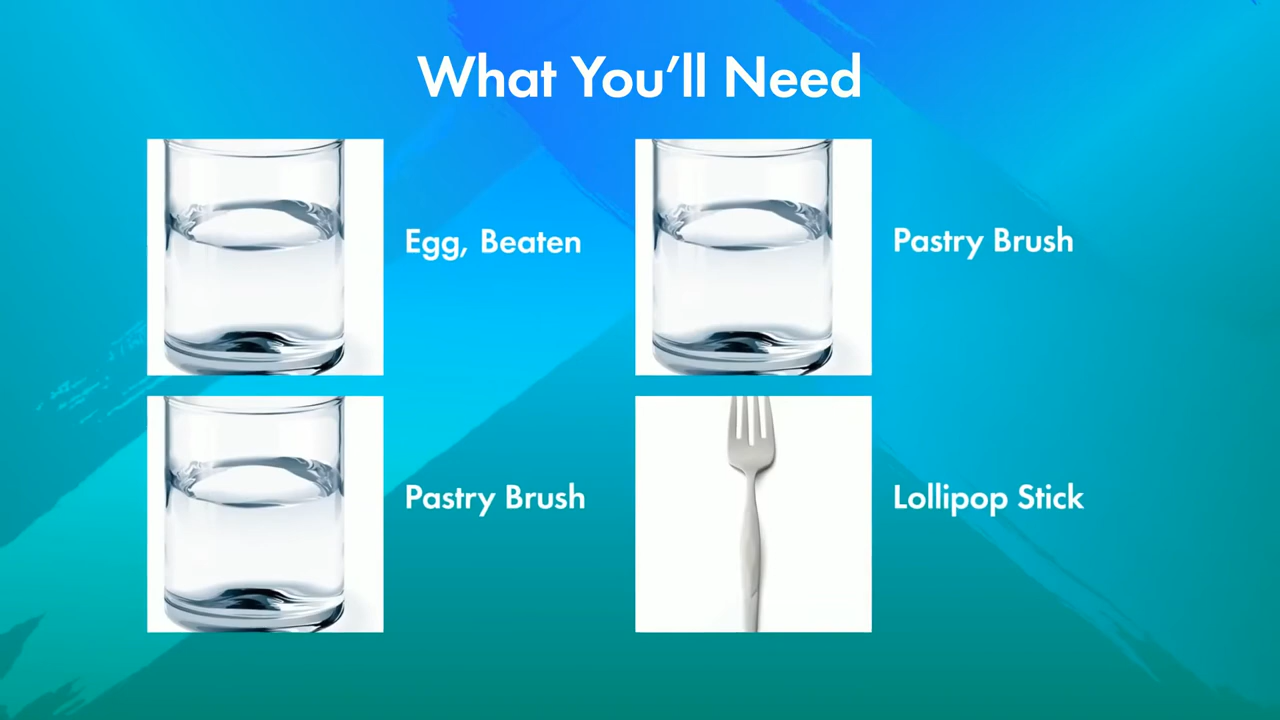 What You’ll Need
Egg, Beaten
Pastry Brush
Pastry Brush
Lollipop Stick